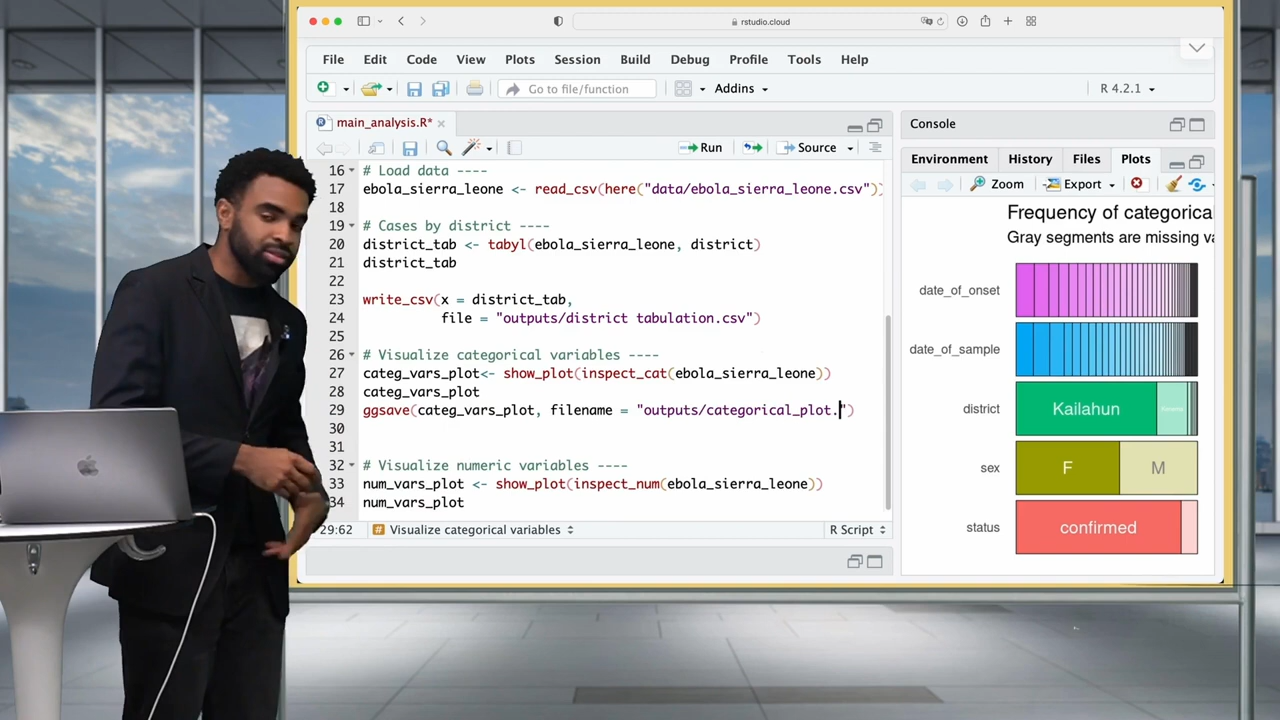 rstudio.cloud
File Edit Code View Plots Session Build Debug Profile Tools Help
Go to file/function Addins R 4.2.1
main_analysis.R*
Run Source
16 # Load data ----
17 ebola_sierra_leone <- read_csv(here("data/ebola_sierra_leone.csv"))
18
19 # Cases by district ----
20 district_tab <- tabyl(ebola_sierra_leone, district)
21 district_tab
22
23 write_csv(x = district_tab,
24 file = "outputs/district tabulation.csv")
25
26 # Visualize categorical variables ----
27 categ_vars_plot<- show_plot(inspect_cat(ebola_sierra_leone))
28 categ_vars_plot
29 ggsave(categ_vars_plot, filename = "outputs/categorical_plot.")
30
31
32 # Visualize numeric variables ----
33 num_vars_plot <- show_plot(inspect_num(ebola_sierra_leone))
34 num_vars_plot
29:62 Visualize categorical variables R Script
Console
Environment History Files Plots
Zoom Export
Frequency of categorica
Gray segments are missing va
date_of_onset
date_of_sample
district Kailahun
sex F M
status confirmed